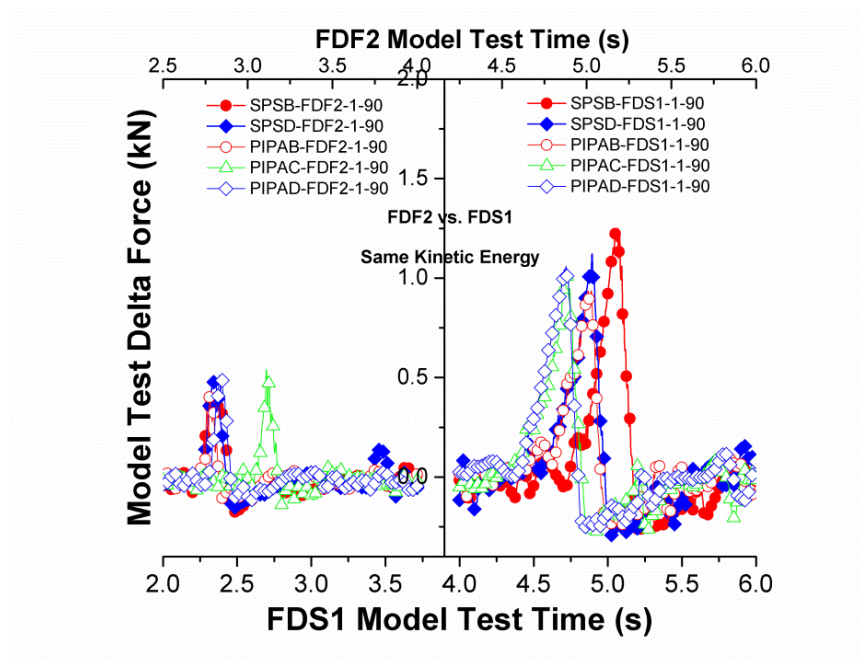 FDF2 Model Test Time (s)
2.5 3.0 3.5 4.0 4.5 5.0 5.5 6.0
2.0
SPSB-FDF2-1-90
SPSD-FDF2-1-90
PIPAB-FDF2-1-90
PIPAC-FDF2-1-90
PIPAD-FDF2-1-90
SPSB-FDS1-1-90
SPSD-FDS1-1-90
PIPAB-FDS1-1-90
PIPAC-FDS1-1-90
PIPAD-FDS1-1-90
1.5
FDF2 vs. FDS1
Same Kinetic Energy
1.0
0.5
0.0
Model Test Delta Force (kN)
2.0 2.5 3.0 3.5 4.0 4.5 5.0 5.5 6.0
FDS1 Model Test Time (s)